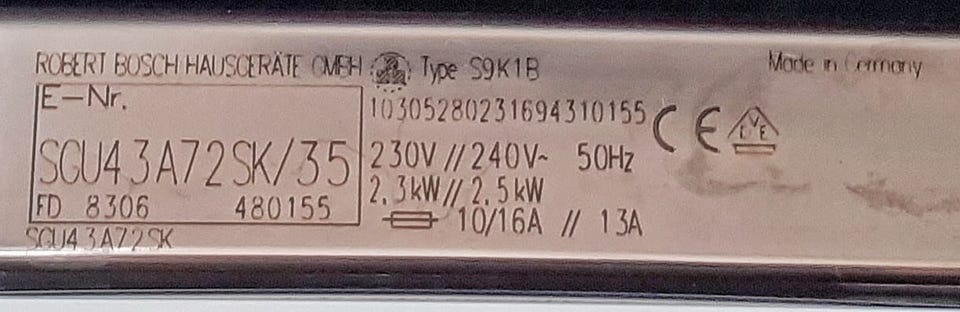 ROBERT BOSCH HAUSGERÄTE GMBH Type S9K1B Made in Germany
E-Nr.
SGU43A72SK/35
FD 8306 480155
SGU43A72SK
10305280231694310155
230V//240V~ 50Hz
2,3kW//2,5kW
10/16A // 13A
CE
EVE